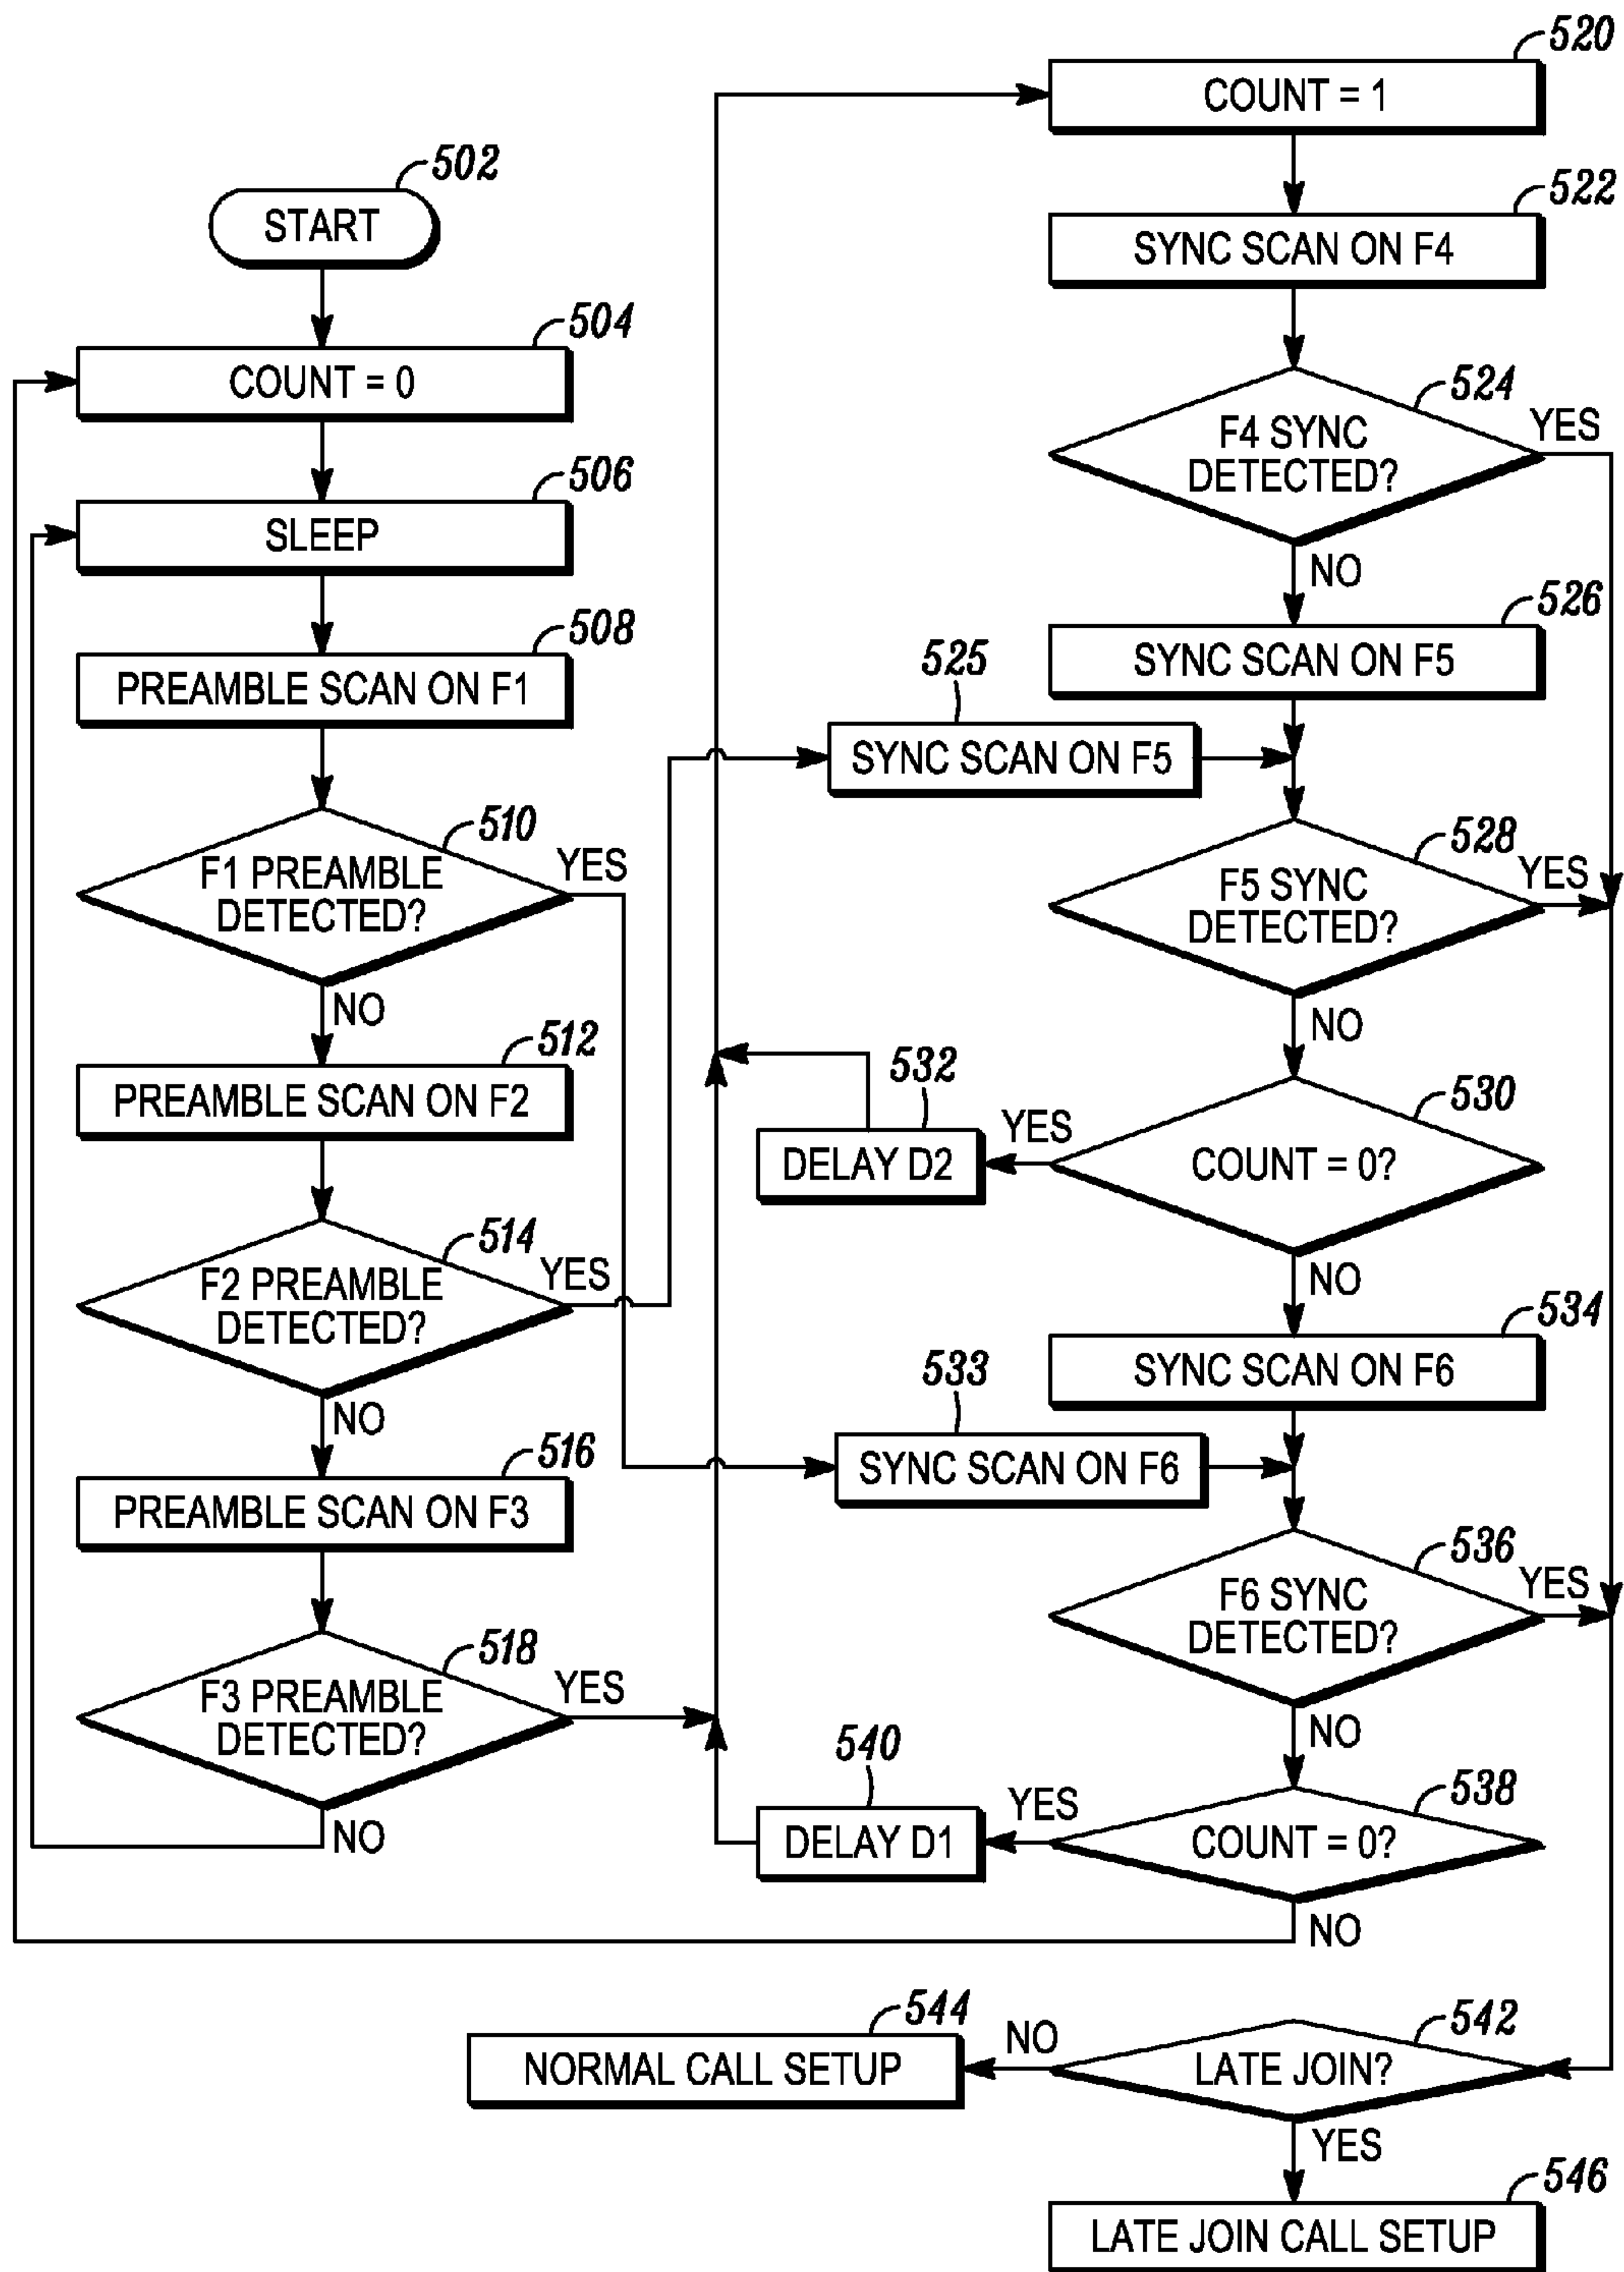 502
START
504
COUNT = 0
506
SLEEP
508
PREAMBLE SCAN ON F1
510
F1 PREAMBLE
DETECTED?
YES
NO
512
PREAMBLE SCAN ON F2
514
F2 PREAMBLE
DETECTED?
YES
NO
516
PREAMBLE SCAN ON F3
518
F3 PREAMBLE
DETECTED?
YES
NO
520
COUNT = 1
522
SYNC SCAN ON F4
524
F4 SYNC
DETECTED?
YES
NO
526
SYNC SCAN ON F5
525
SYNC SCAN ON F5
528
F5 SYNC
DETECTED?
YES
NO
530
COUNT = 0?
YES
532
DELAY D2
NO
534
SYNC SCAN ON F6
533
SYNC SCAN ON F6
536
F6 SYNC
DETECTED?
YES
NO
538
COUNT = 0?
YES
540
DELAY D1
NO
542
LATE JOIN?
NO
544
NORMAL CALL SETUP
YES
546
LATE JOIN CALL SETUP